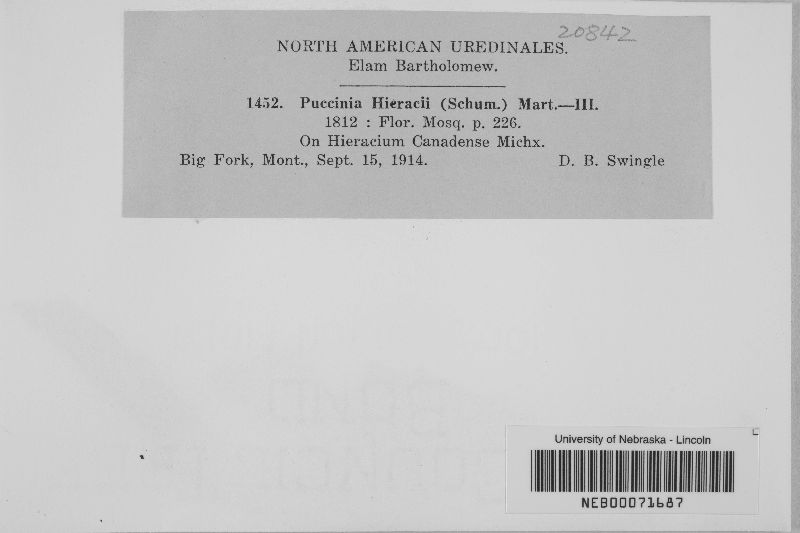 20842
NORTH AMERICAN UREDINALES.
Elam Bartholomew.
1452. Puccinia Hieracii (Schum.) Mart.—III.
1812 : Flor. Mosq. p. 226.
On Hieracium Canadense Michx.
Big Fork, Mont., Sept. 15, 1914. D. B. Swingle
University of Nebraska - Lincoln
NEB00071687